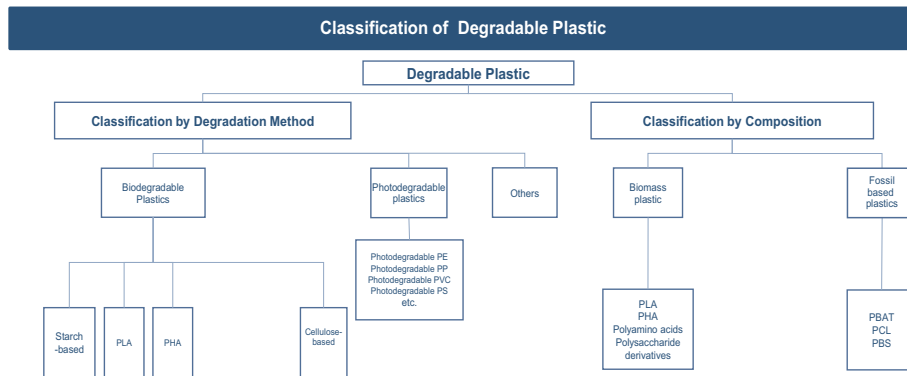 Classification of Degradable Plastic
Degradable Plastic
Classification by Degradation Method
Classification by Composition
Biodegradable
Plastics
Photodegradable
plastics
Others
Biomass
plastic
Fossil
based
plastics
Photodegradable PE
Photodegradable PP
Photodegradable PVC
Photodegradable PS
etc.
Starch
-based
PLA
PHA
Cellulose-
based
PLA
PHA
Polyamino acids
Polysaccharide
derivatives
PBAT
PCL
PBS